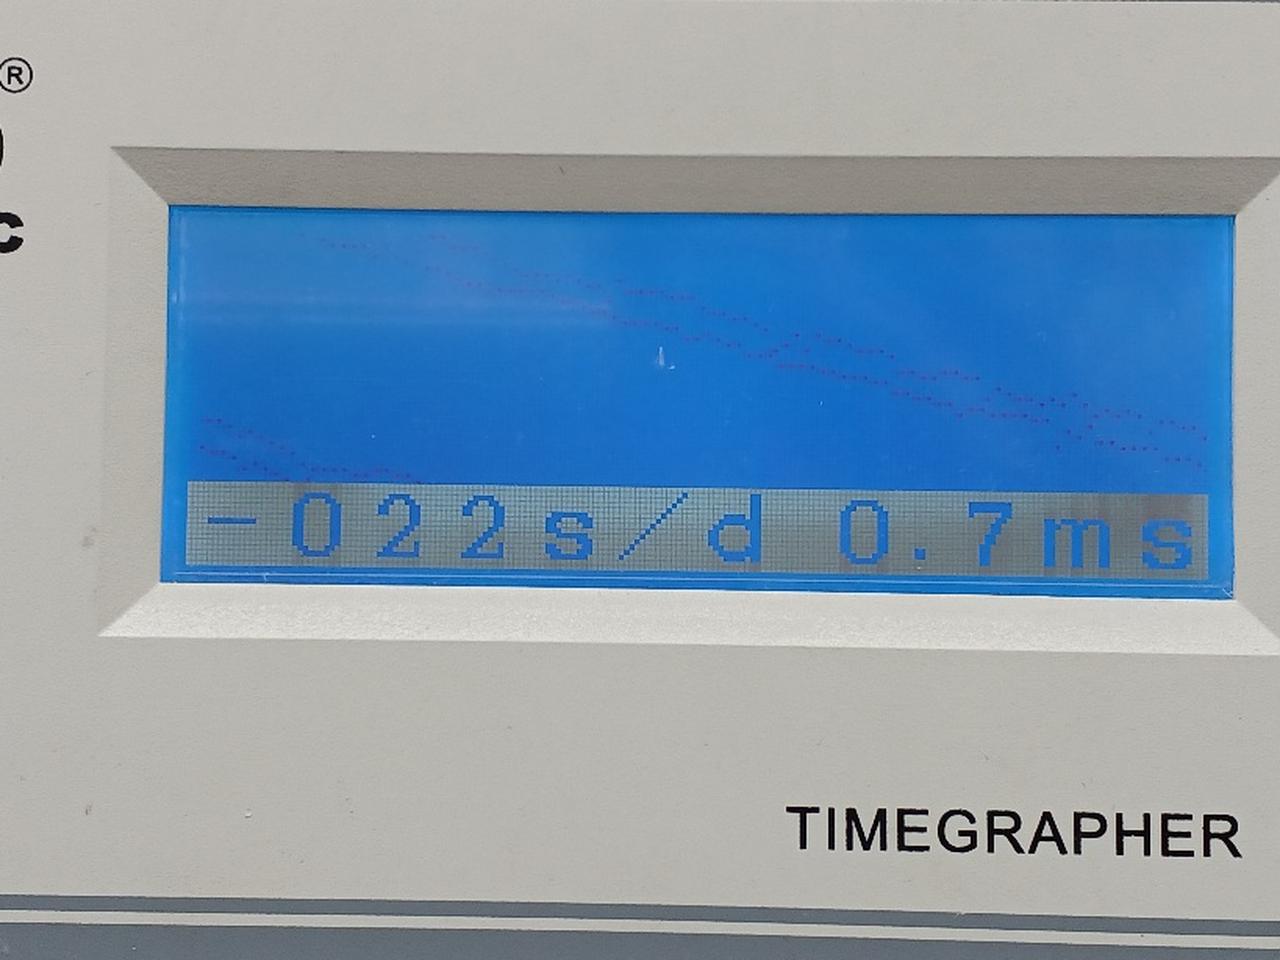 ®
c
-022s/d 0.7ms
TIMEGRAPHER